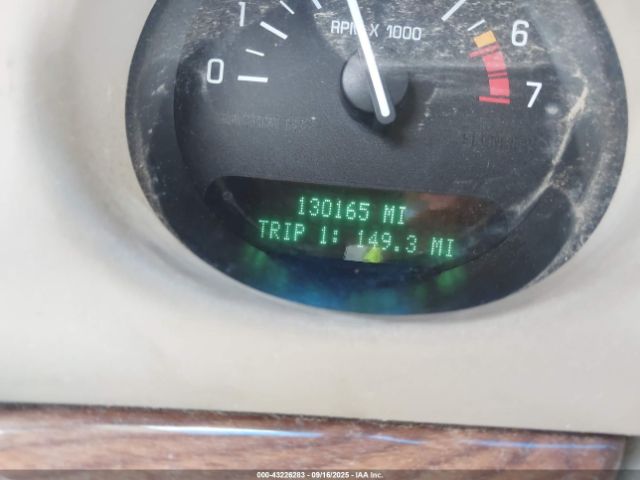 1
RPM X 1000
6
0
7
130165 MI
TRIP 1: 149.3 MI
000-43226283 - 09/16/2025 - IAA Inc.